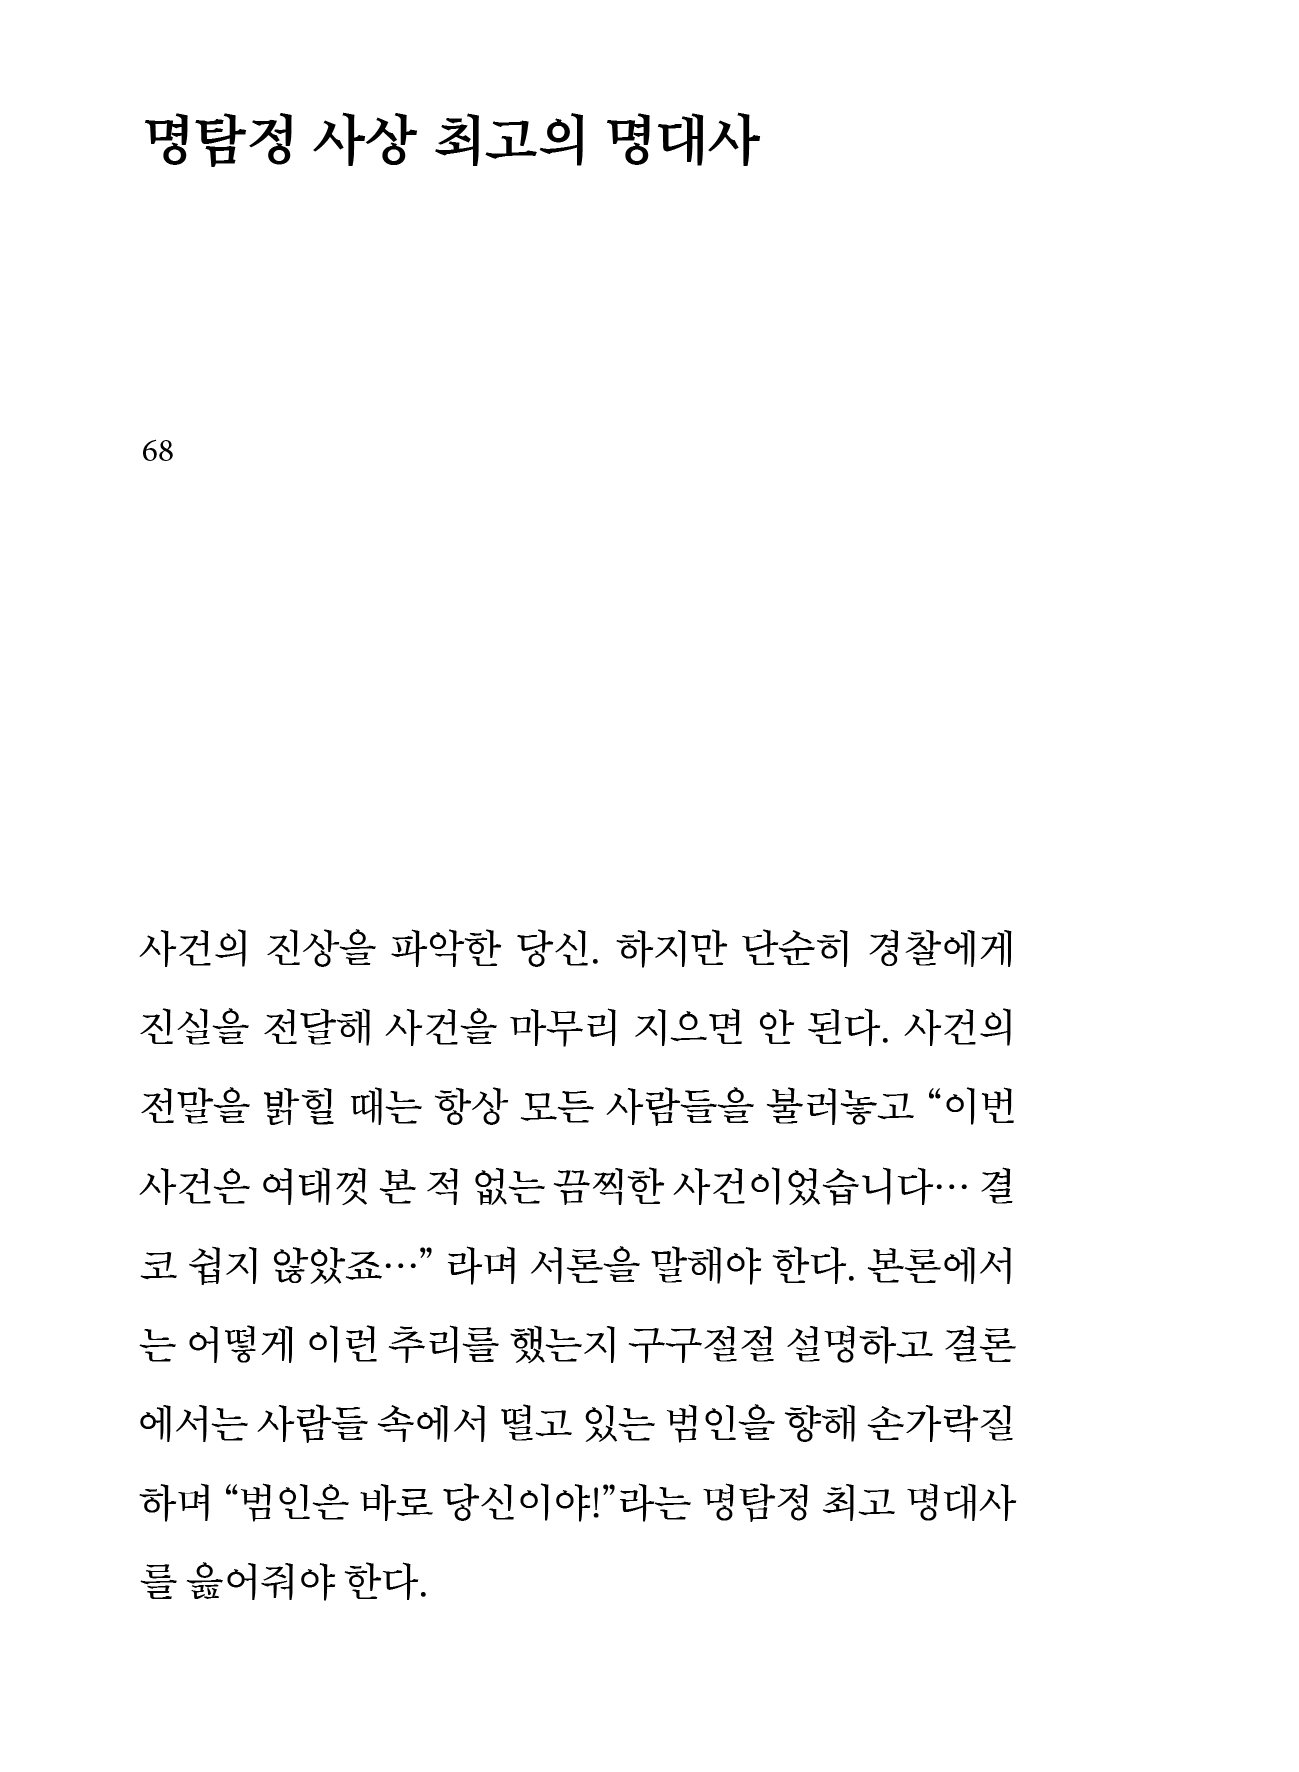 명탐정 사상 최고의 명대사
68
사건의 진상을 파악한 당신. 하지만 단순히 경찰에게
진실을 전달해 사건을 마무리 지으면 안 된다. 사건의
전말을 밝힐 때는 항상 모든 사람들을 불러놓고 “이번
사건은 여태껏 본 적 없는 끔찍한 사건이었습니다… 결
코 쉽지 않았죠…” 라며 서론을 말해야 한다. 본론에서
는 어떻게 이런 추리를 했는지 구구절절 설명하고 결론
에서는 사람들 속에서 떨고 있는 범인을 향해 손가락질
하며 “범인은 바로 당신이야!”라는 명탐정 최고 명대사
를 읊어줘야 한다.